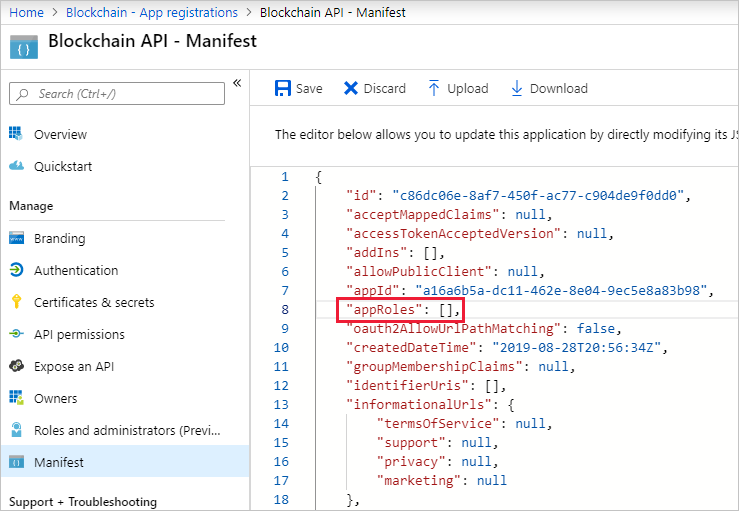 Home > Blockchain - App registrations > Blockchain API - Manifest
Blockchain API - Manifest
Search (Ctrl+/)
Overview
Quickstart
Manage
Branding
Authentication
Certificates & secrets
API permissions
Expose an API
Owners
Roles and administrators (Previ...
Manifest
Support + Troubleshooting
Save Discard Upload Download
The editor below allows you to update this application by directly modifying its JS
1 {
2 "id": "c86dc06e-8af7-450f-ac77-c904de9f0dd0",
3 "acceptMappedClaims": null,
4 "accessTokenAcceptedVersion": null,
5 "addIns": [],
6 "allowPublicClient": null,
7 "appId": "a16a6b5a-dc11-462e-8e04-9ec5e8a83b98",
8 "appRoles": [],
9 "oauth2AllowUrlPathMatching": false,
10 "createdDateTime": "2019-08-28T20:56:34Z",
11 "groupMembershipClaims": null,
12 "identifierUris": [],
13 "informationalUrls": {
14 "termsOfService": null,
15 "support": null,
16 "privacy": null,
17 "marketing": null
18 },